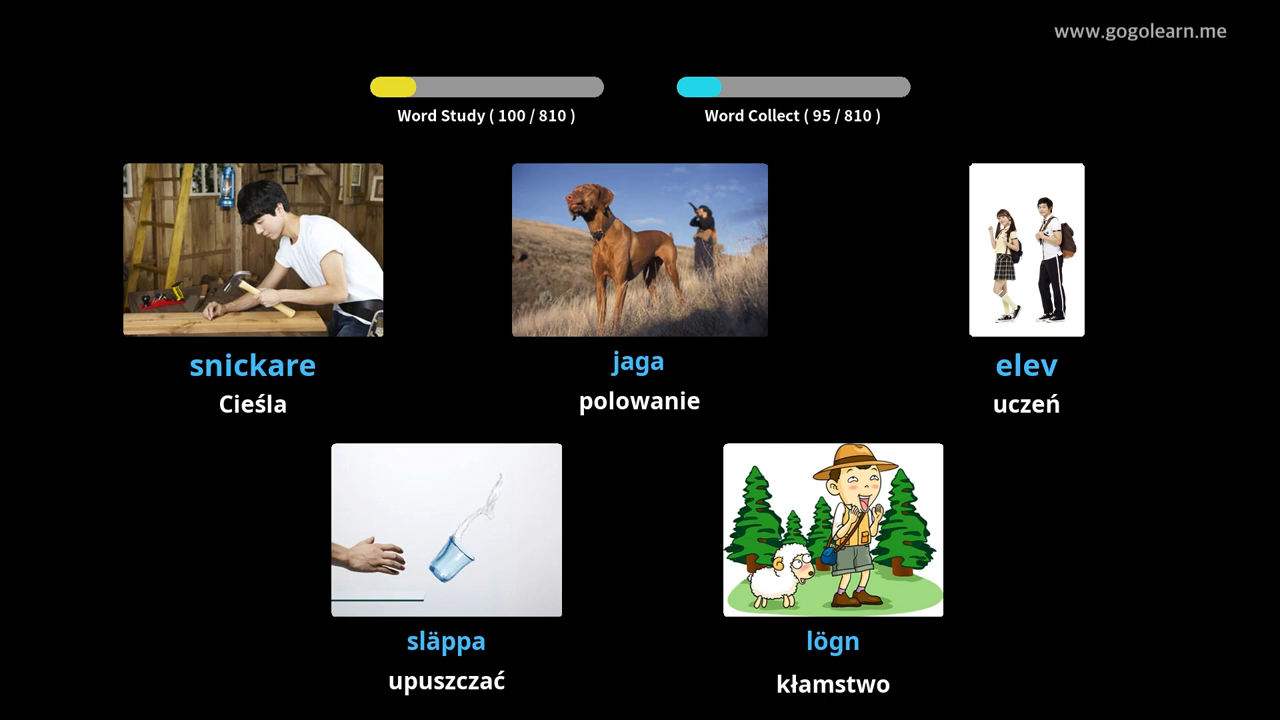 www.gogolearn.me
Word Study ( 100 / 810 )
Word Collect ( 95 / 810 )
snickare
Cieśla
jaga
polowanie
elev
uczeń
släppa
upuszczać
lögn
kłamstwo